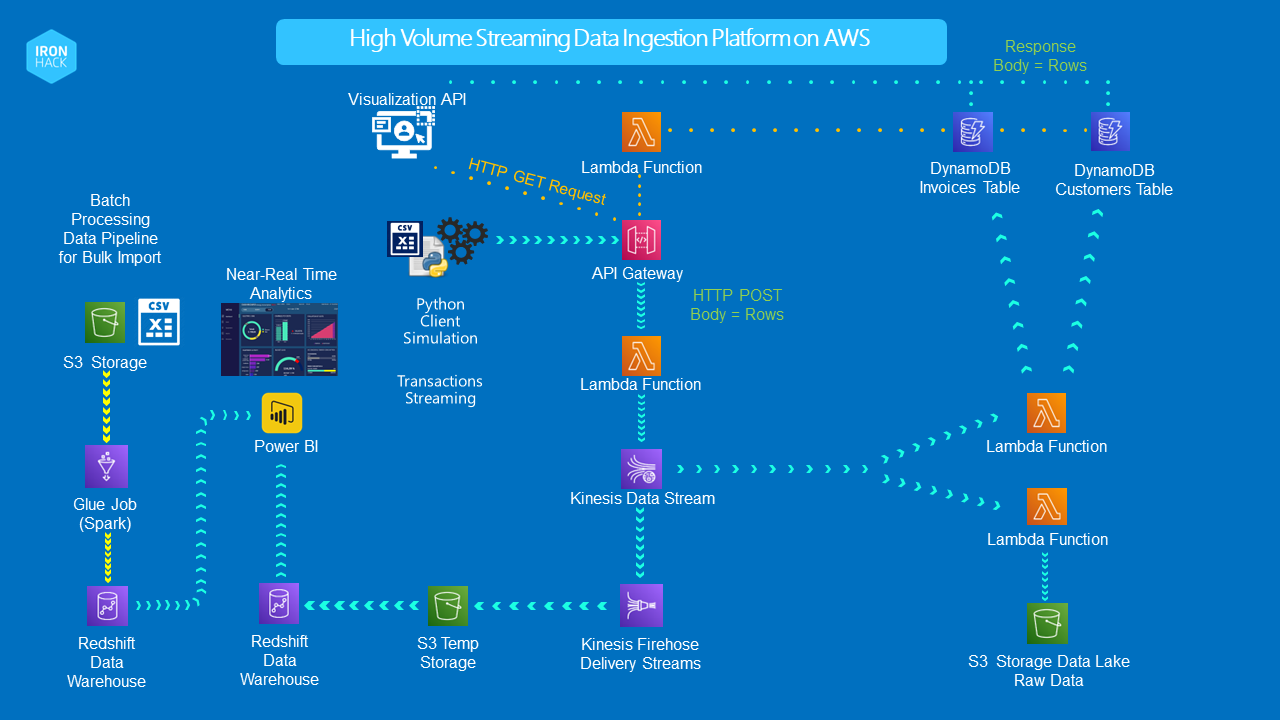 IRON
HACK
High Volume Streaming Data Ingestion Platform on AWS
Response
Body = Rows
Visualization API
HTTP GET Request
Lambda Function
DynamoDB
Invoices Table
DynamoDB
Customers Table
Batch
Processing
Data Pipeline
for Bulk Import
CSV
API Gateway
Near-Real Time
Analytics
HTTP POST
Body = Rows
Python
Client
Simulation
CSV
S3 Storage
Transactions
Streaming
Lambda Function
Power BI
Lambda Function
Kinesis Data Stream
Glue Job
(Spark)
Lambda Function
Redshift
Data
Warehouse
Redshift
Data
Warehouse
S3 Temp
Storage
Kinesis Firehose
Delivery Streams
S3 Storage Data Lake
Raw Data